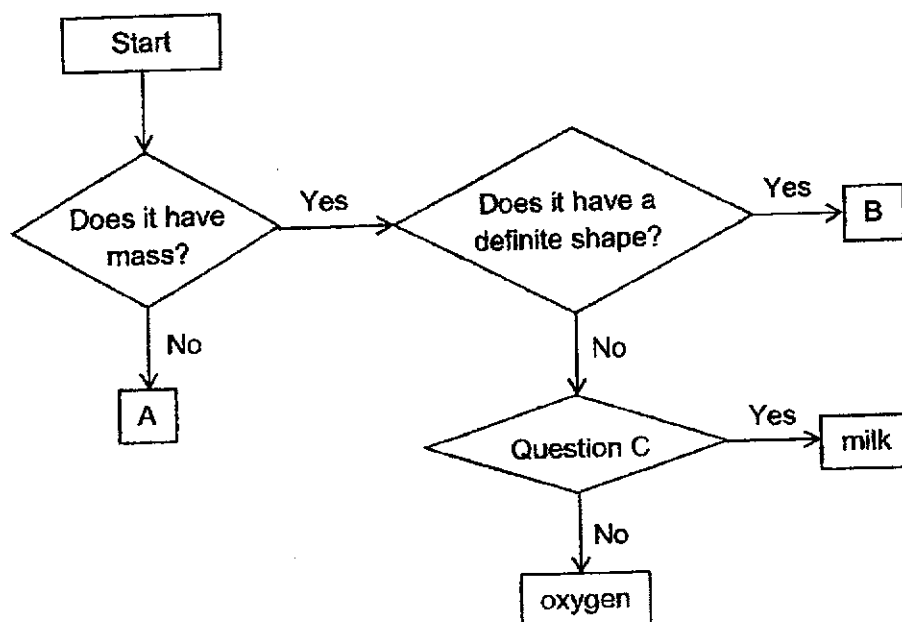 Start
Does it have
mass?
Yes
Does it have a
definite shape?
Yes
B
No
A
No
Question C
Yes
milk
No
oxygen